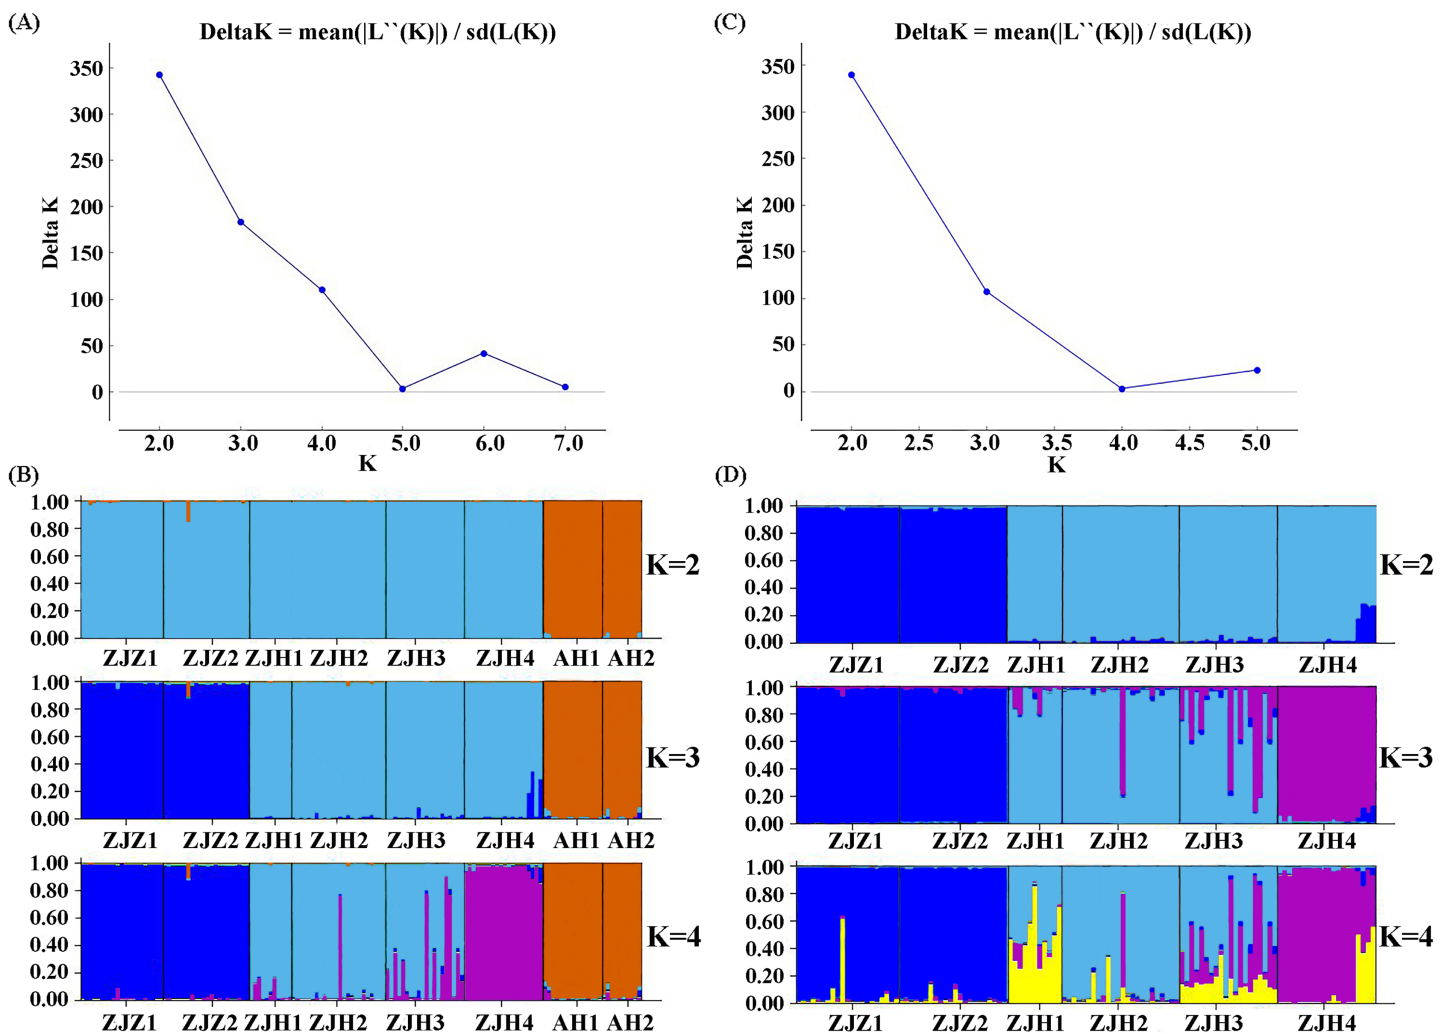 (A)
DeltaK = mean(|L``(K)|) / sd(L(K))
Delta K
350
300
250
200
150
100
50
0
2.0 3.0 4.0 5.0 6.0 7.0
K
(C)
DeltaK = mean(|L``(K)|) / sd(L(K))
Delta K
350
300
250
200
150
100
50
0
2.0 2.5 3.0 3.5 4.0 4.5 5.0
K
(B)
1.00
0.80
0.60
0.40
0.20
0.00
K=2
ZJZ1 ZJZ2 ZJH1 ZJH2 ZJH3 ZJH4 AH1 AH2
1.00
0.80
0.60
0.40
0.20
0.00
K=3
ZJZ1 ZJZ2 ZJH1 ZJH2 ZJH3 ZJH4 AH1 AH2
1.00
0.80
0.60
0.40
0.20
0.00
K=4
ZJZ1 ZJZ2 ZJH1 ZJH2 ZJH3 ZJH4 AH1 AH2
(D)
1.00
0.80
0.60
0.40
0.20
0.00
K=2
ZJZ1 ZJZ2 ZJH1 ZJH2 ZJH3 ZJH4
1.00
0.80
0.60
0.40
0.20
0.00
K=3
ZJZ1 ZJZ2 ZJH1 ZJH2 ZJH3 ZJH4
1.00
0.80
0.60
0.40
0.20
0.00
K=4
ZJZ1 ZJZ2 ZJH1 ZJH2 ZJH3 ZJH4